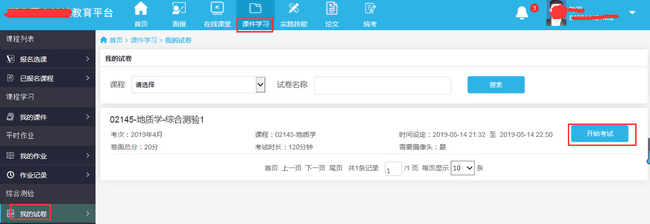 教育平台
首页 面授 在线课堂 课件学习 实践技能 论文 统考
3
课程列表
报名选课
已报名课程
课程学习
我的课件
平时作业
我的作业
作业记录
综合测验
我的试卷
首页 > 课件学习 > 我的试卷
我的试卷
课程 请选择 试卷名称 搜索
02145-地质学-综合测验1
考次：2019年4月 课程：02145-地质学 时间设定：2019-05-14 21:32 至 2019-05-14 22:50
开始考试
卷面总分：20分 考试时长：120分钟 需要摄像头：是
首页 上一页 下一页 尾页 共1条记录 1 /1 页 每页显示 10 条